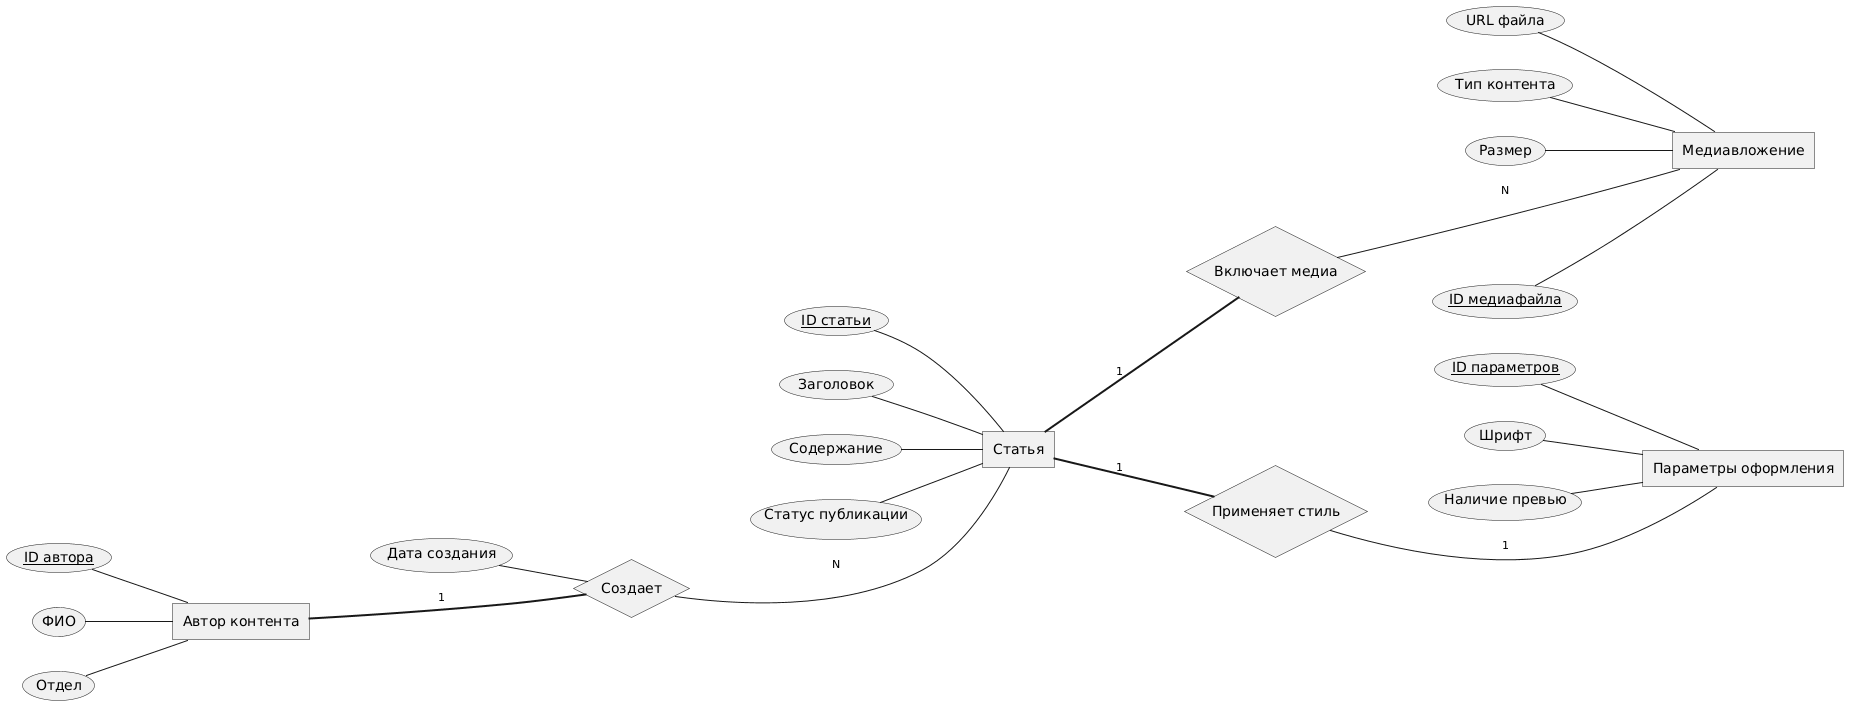 URL файла
Тип контента
Размер
Медиавложение
N
Включает медиа
ID медиафайла
ID статьи
1
ID параметров
Заголовок
Шрифт
Содержание
Статья
1
Параметры оформления
Наличие превью
Применяет стиль
Статус публикации
1
ID автора
Дата создания
N
Создает
1
ФИО
Автор контента
Отдел